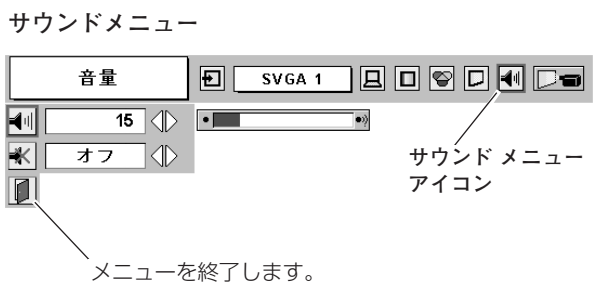 サウンドメニュー
音量
SVGA 1
15
オフ
サウンド メニュー
アイコン
メニューを終了します。